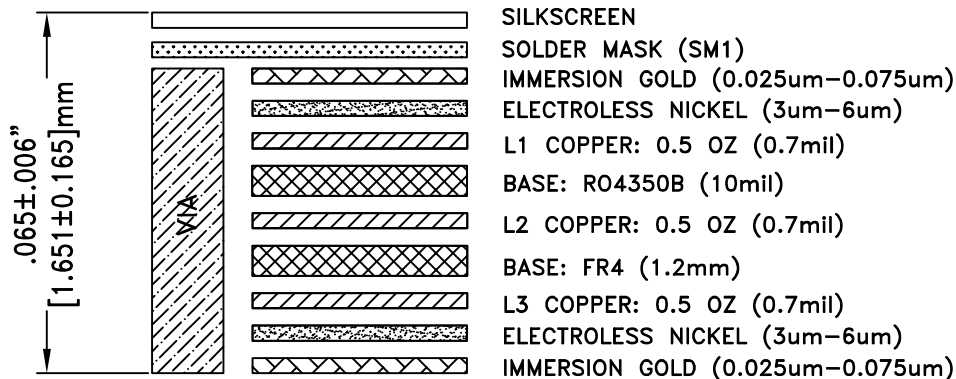 SILKSCREEN
SOLDER MASK (SM1)
IMMERSION GOLD (0.025um-0.075um)
ELECTROLESS NICKEL (3um-6um)
L1 COPPER: 0.5 OZ (0.7mil)
BASE: RO4350B (10mil)
L2 COPPER: 0.5 OZ (0.7mil)
BASE: FR4 (1.2mm)
L3 COPPER: 0.5 OZ (0.7mil)
ELECTROLESS NICKEL (3um-6um)
IMMERSION GOLD (0.025um-0.075um)
.065±.006”
[1.651±0.165]mm
VIA